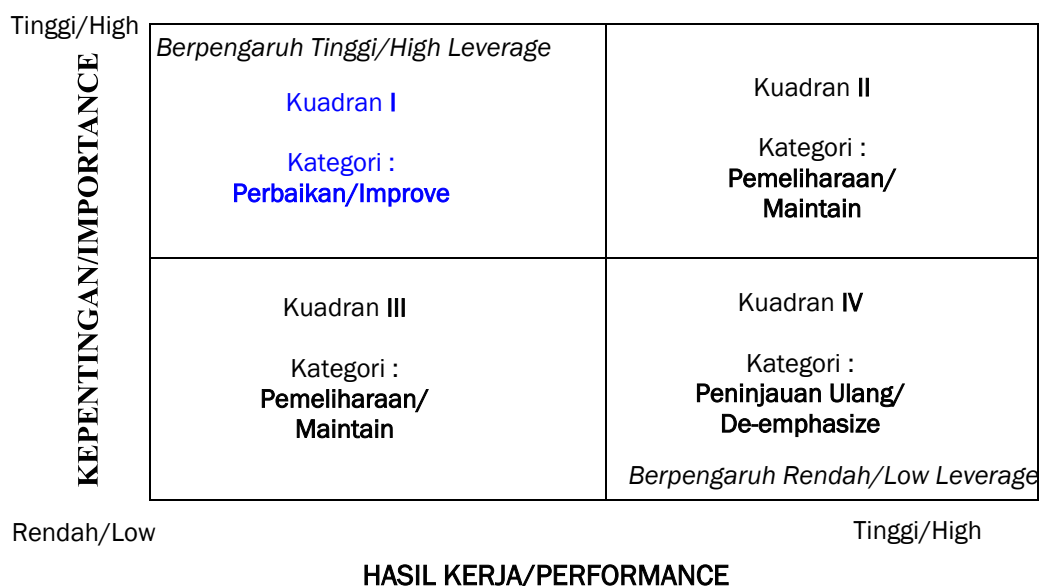 Tinggi/High
KEPENTINGAN/IMPORTANCE
Berpengaruh Tinggi/High Leverage
Kuadran I
Kategori :
Perbaikan/Improve
Kuadran II
Kategori :
Pemeliharaan/
Maintain
Kuadran III
Kategori :
Pemeliharaan/
Maintain
Kuadran IV
Kategori :
Peninjauan Ulang/
De-emphasize
Berpengaruh Rendah/Low Leverage
Rendah/Low
Tinggi/High
HASIL KERJA/PERFORMANCE